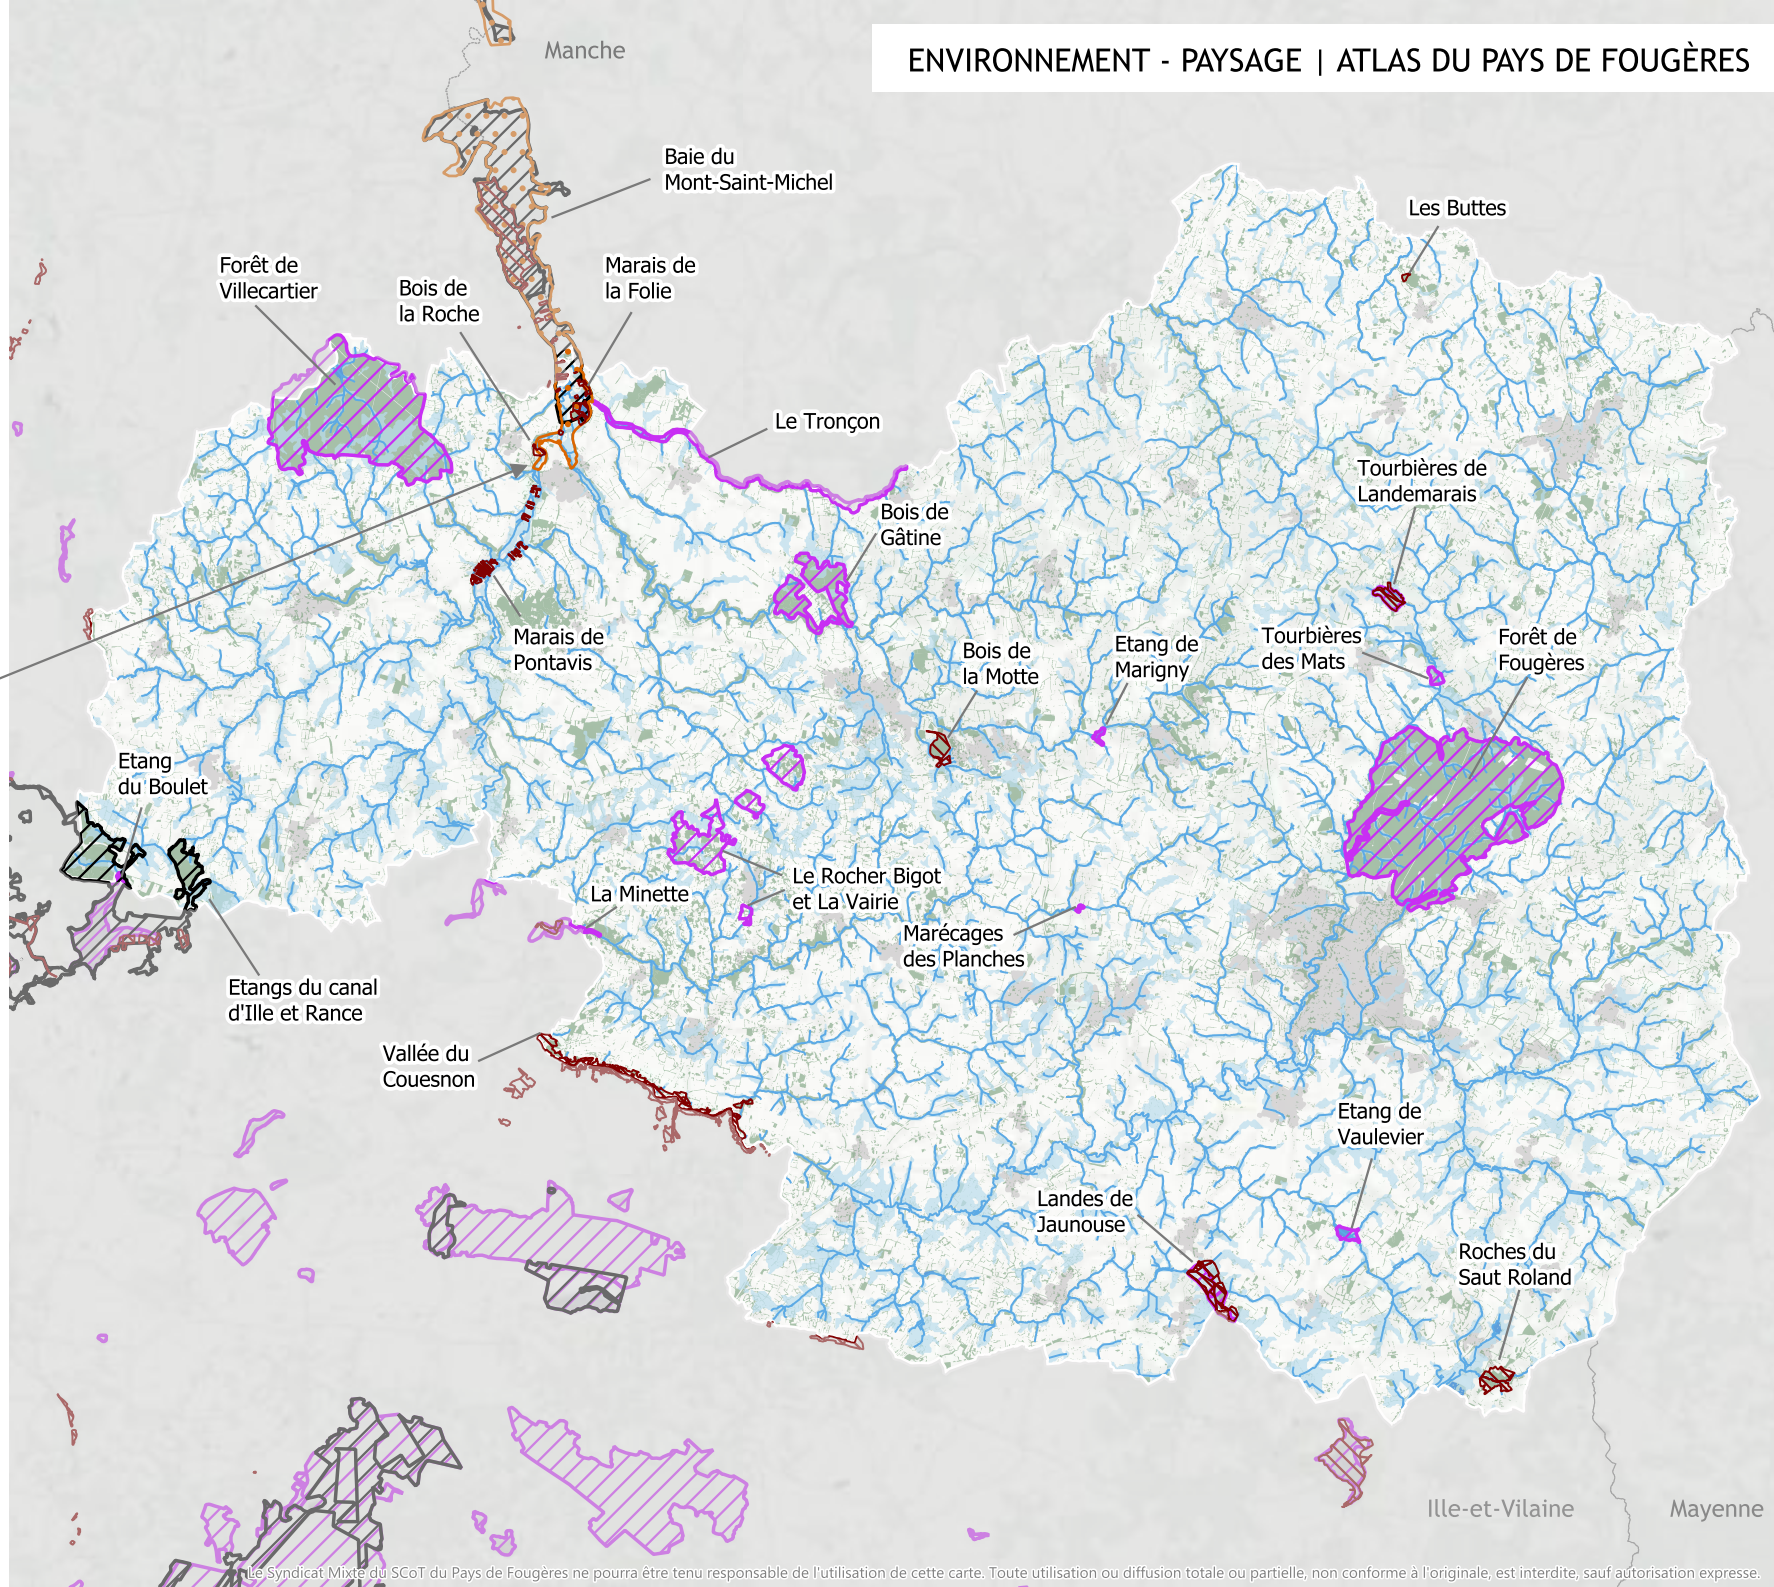 Manche
ENVIRONNEMENT - PAYSAGE | ATLAS DU PAYS DE FOUGÈRES
Baie du
Mont-Saint-Michel
Les Buttes
Forêt de
Villecartier
Bois de
la Roche
Marais de
la Folie
Le Tronçon
Tourbières de
Landemarais
Bois de
Gâtine
Marais de
Pontavis
Bois de
la Motte
Etang de
Marigny
Tourbières
des Mats
Forêt de
Fougères
Etang
du Boulet
La Minette
Le Rocher Bigot
et La Vairie
Marécages
des Planches
Etangs du canal
d'Ille et Rance
Vallée du
Couesnon
Etang de
Vaulevier
Landes de
Jaunouse
Roches du
Saut Roland
Ille-et-Vilaine
Mayenne
Le Syndicat Mixte du SCoT du Pays de Fougères ne pourra être tenu responsable de l'utilisation de cette carte. Toute utilisation ou diffusion totale ou partielle, non conforme à l'originale, est interdite, sauf autorisation expresse.